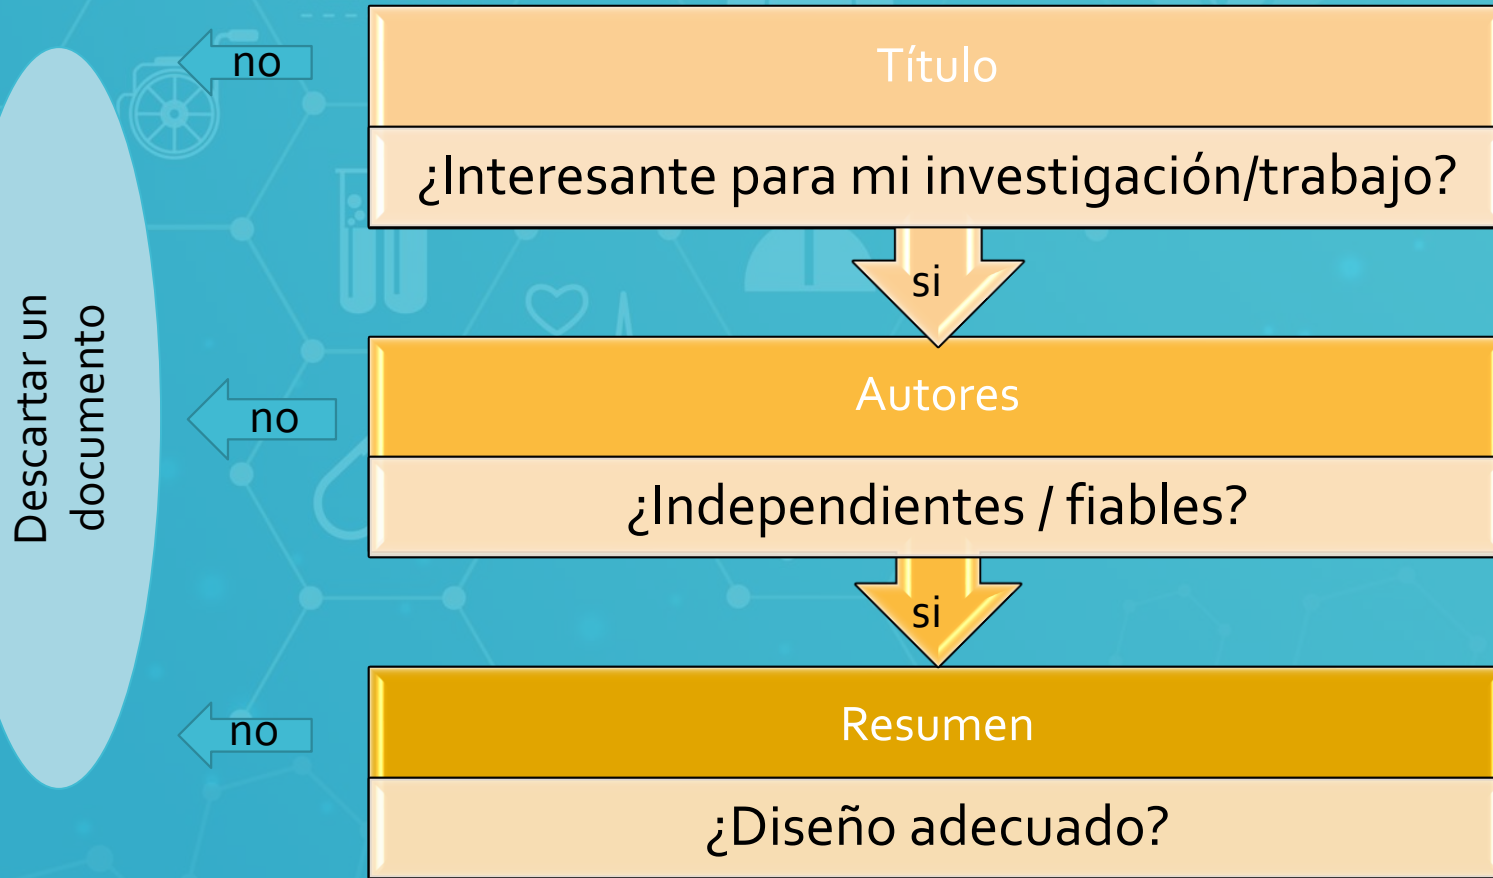 no
Título
¿Interesante para mi investigación/trabajo?
si
Descartar un
documento
no
Autores
¿Independientes / fiables?
si
no
Resumen
¿Diseño adecuado?